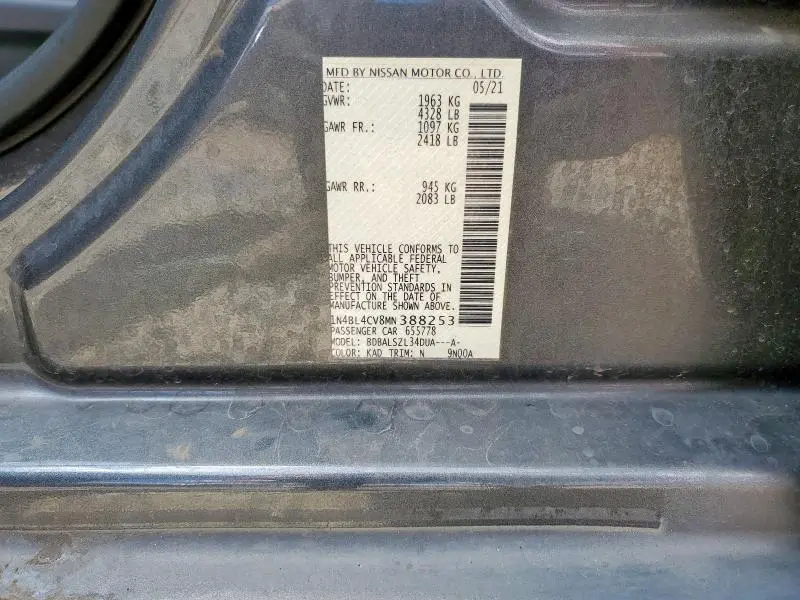 MFD BY NISSAN MOTOR CO., LTD.
DATE: 05/21
GVWR: 1963 KG
4328 LB
GAWR FR.: 1097 KG
2418 LB
GAWR RR.: 945 KG
2083 LB
THIS VEHICLE CONFORMS TO
ALL APPLICABLE FEDERAL
MOTOR VEHICLE SAFETY,
BUMPER, AND THEFT
PREVENTION STANDARDS IN
EFFECT ON THE DATE OF
MANUFACTURE SHOWN ABOVE.
1N4BL4CV8MN388253
PASSENGER CAR 655778
MODEL: BDBALSZL34DUA---A-
COLOR: KAD TRIM: N 9N00A